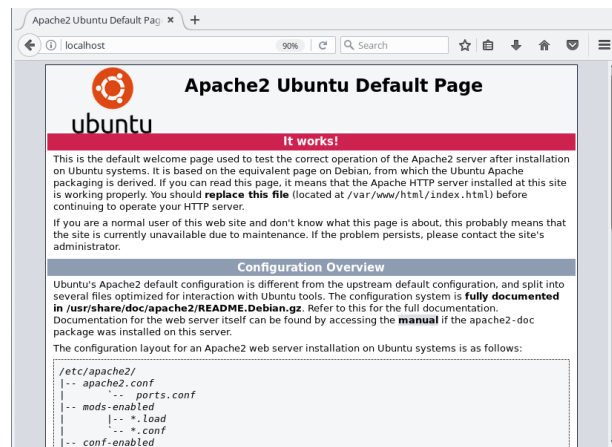 Apache2 Ubuntu Default Pag
localhost
90%
Search
ubuntu
Apache2 Ubuntu Default Page
It works!
This is the default welcome page used to test the correct operation of the Apache2 server after installation
on Ubuntu systems. It is based on the equivalent page on Debian, from which the Ubuntu Apache
packaging is derived. If you can read this page, it means that the Apache HTTP server installed at this site
is working properly. You should replace this file (located at /var/www/html/index.html) before
continuing to operate your HTTP server.
If you are a normal user of this web site and don't know what this page is about, this probably means that
the site is currently unavailable due to maintenance. If the problem persists, please contact the site's
administrator.
Configuration Overview
Ubuntu's Apache2 default configuration is different from the upstream default configuration, and split into
several files optimized for interaction with Ubuntu tools. The configuration system is fully documented
in /usr/share/doc/apache2/README.Debian.gz. Refer to this for the full documentation.
Documentation for the web server itself can be found by accessing the manual if the apache2-doc
package was installed on this server.
The configuration layout for an Apache2 web server installation on Ubuntu systems is as follows:
/etc/apache2/
|-- apache2.conf
|       `--  ports.conf
|-- mods-enabled
|       |-- *.load
|       `-- *.conf
|-- conf-enabled